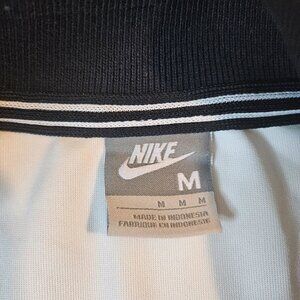 NIKE
M
M M M
MADE IN INDONESIA
FABRIQUE EN INDONESIE